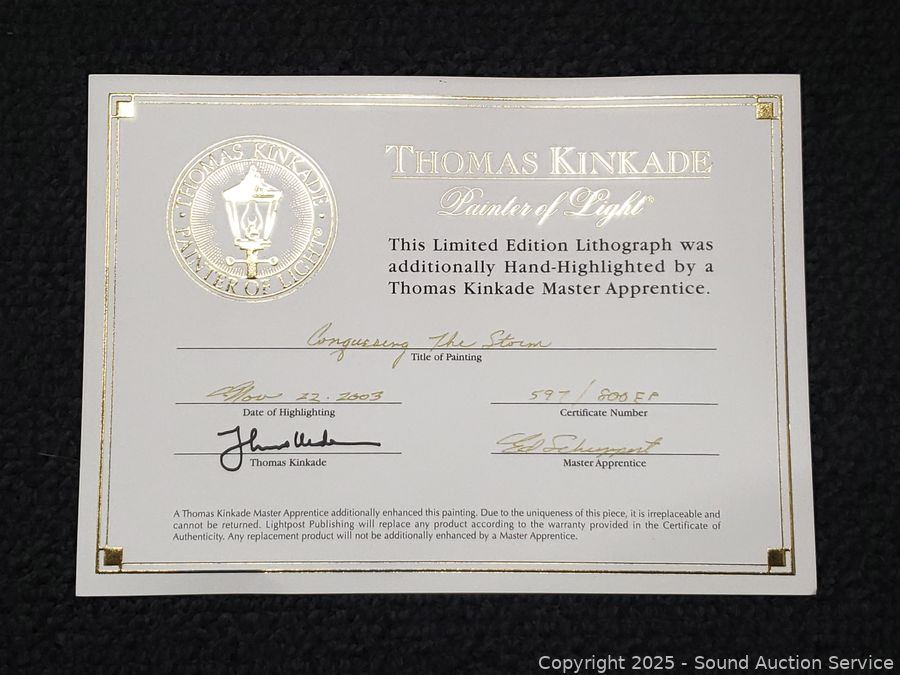 THOMAS KINKADE
PAINTER OF LIGHT®
THOMAS KINKADE
Painter of Light™
This Limited Edition Lithograph was
additionally Hand-Highlighted by a
Thomas Kinkade Master Apprentice.
Conquering The Storm
Title of Painting
Nov 22. 2003
Date of Highlighting
597/800EP
Certificate Number
Thomas Kinkade
Ed
Master Apprentice
A Thomas Kinkade Master Apprentice additionally enhanced this painting. Due to the uniqueness of this piece, it is irreplaceable and
cannot be returned. Lightpost Publishing will replace any product according to the warranty provided in the Certificate of
Authenticity. Any replacement product will not be additionally enhanced by a Master Apprentice.
Copyright 2025 - Sound Auction Service